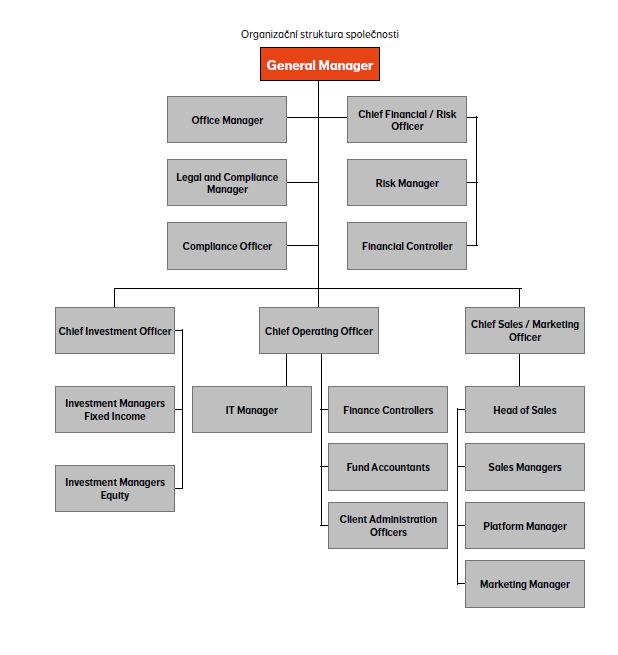 Organizační struktura společnosti
General Manager
Office Manager
Chief Financial / Risk
Officer
Legal and Compliance
Manager
Risk Manager
Compliance Officer
Financial Controller
Chief Investment Officer
Chief Operating Officer
Chief Sales / Marketing
Officer
Investment Managers
Fixed Income
IT Manager
Finance Controllers
Head of Sales
Investment Managers
Equity
Fund Accountants
Sales Managers
Client Administration
Officers
Platform Manager
Marketing Manager